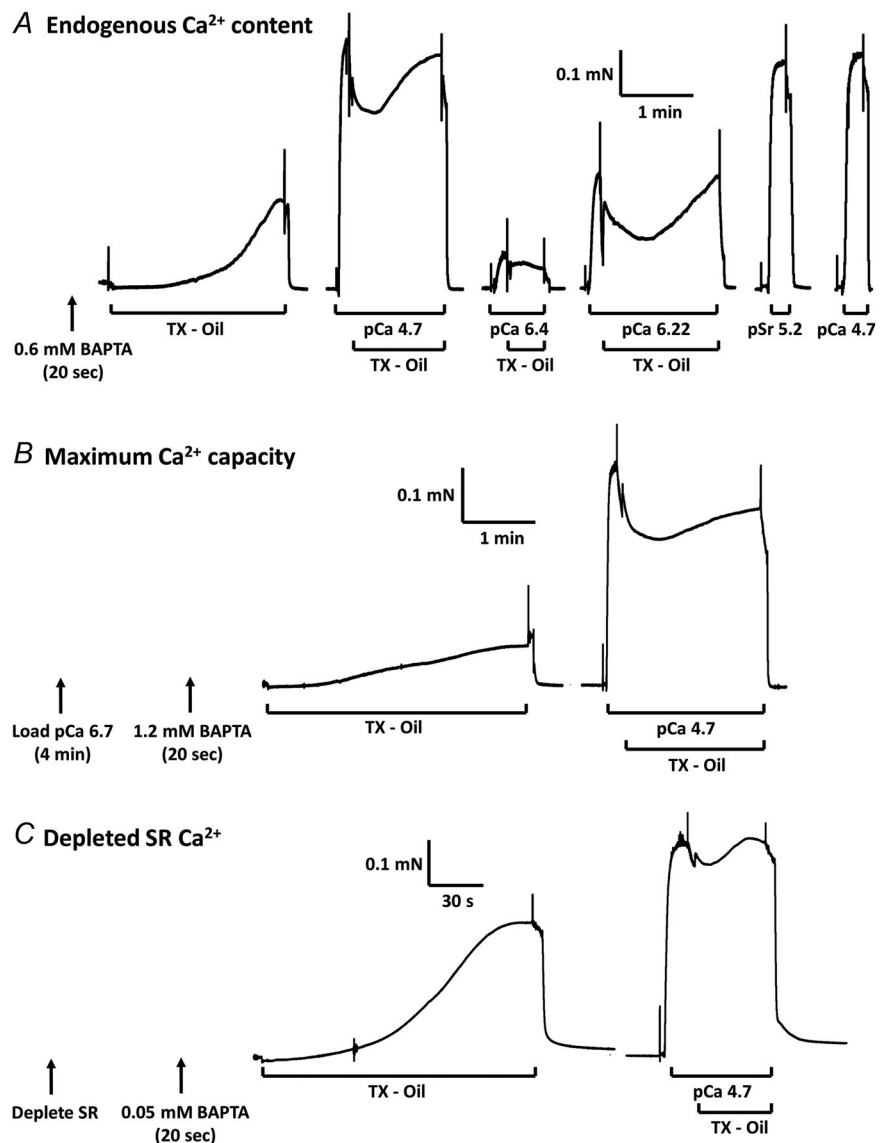 A Endogenous Ca²⁺ content
0.1 mN
1 min
TX - Oil
pCa 4.7
pCa 6.4
pCa 6.22
pSr 5.2
pCa 4.7
0.6 mM BAPTA
(20 sec)
TX - Oil
TX - Oil
TX - Oil
B Maximum Ca²⁺ capacity
0.1 mN
1 min
Load pCa 6.7
(4 min)
1.2 mM BAPTA
(20 sec)
TX - Oil
pCa 4.7
TX - Oil
C Depleted SR Ca²⁺
0.1 mN
30 s
Deplete SR
0.05 mM BAPTA
(20 sec)
TX - Oil
pCa 4.7
TX - Oil